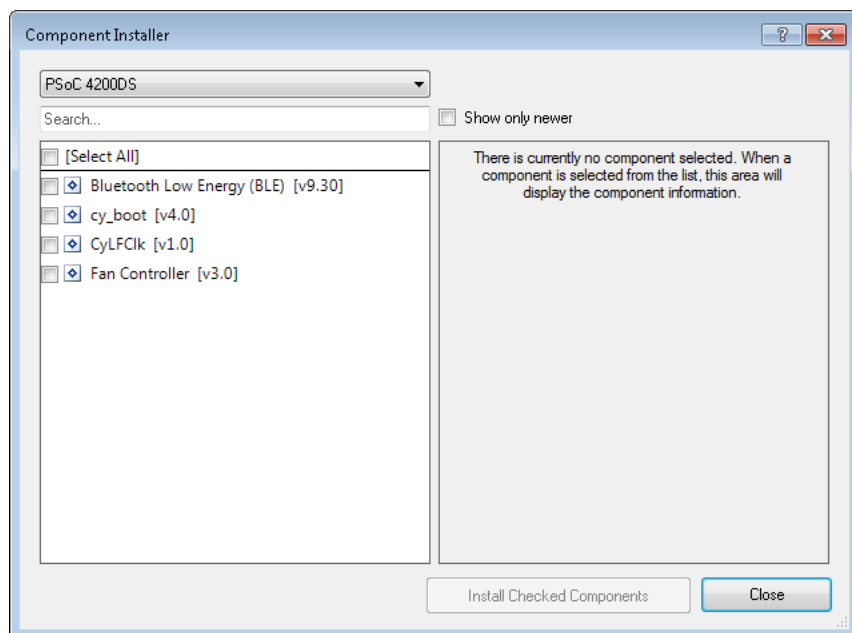 Component Installer
PSoC 4200DS
Search...
Show only newer
[Select All]
Bluetooth Low Energy (BLE) [v9.30]
cy_boot [v4.0]
CyLFClk [v1.0]
Fan Controller [v3.0]
There is currently no component selected. When a
component is selected from the list, this area will
display the component information.
Install Checked Components
Close